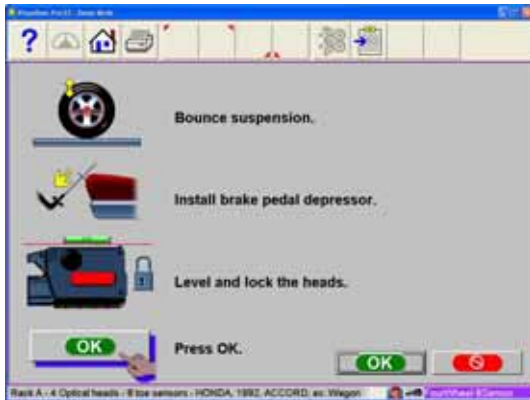 ?
Bounce suspension.
Install brake pedal depressor.
Level and lock the heads.
OK
Press OK.
OK
Rack A - 4 Optical heads - 8 toe sensors - HONDA, 1992, ACCORD, ex. Wagon